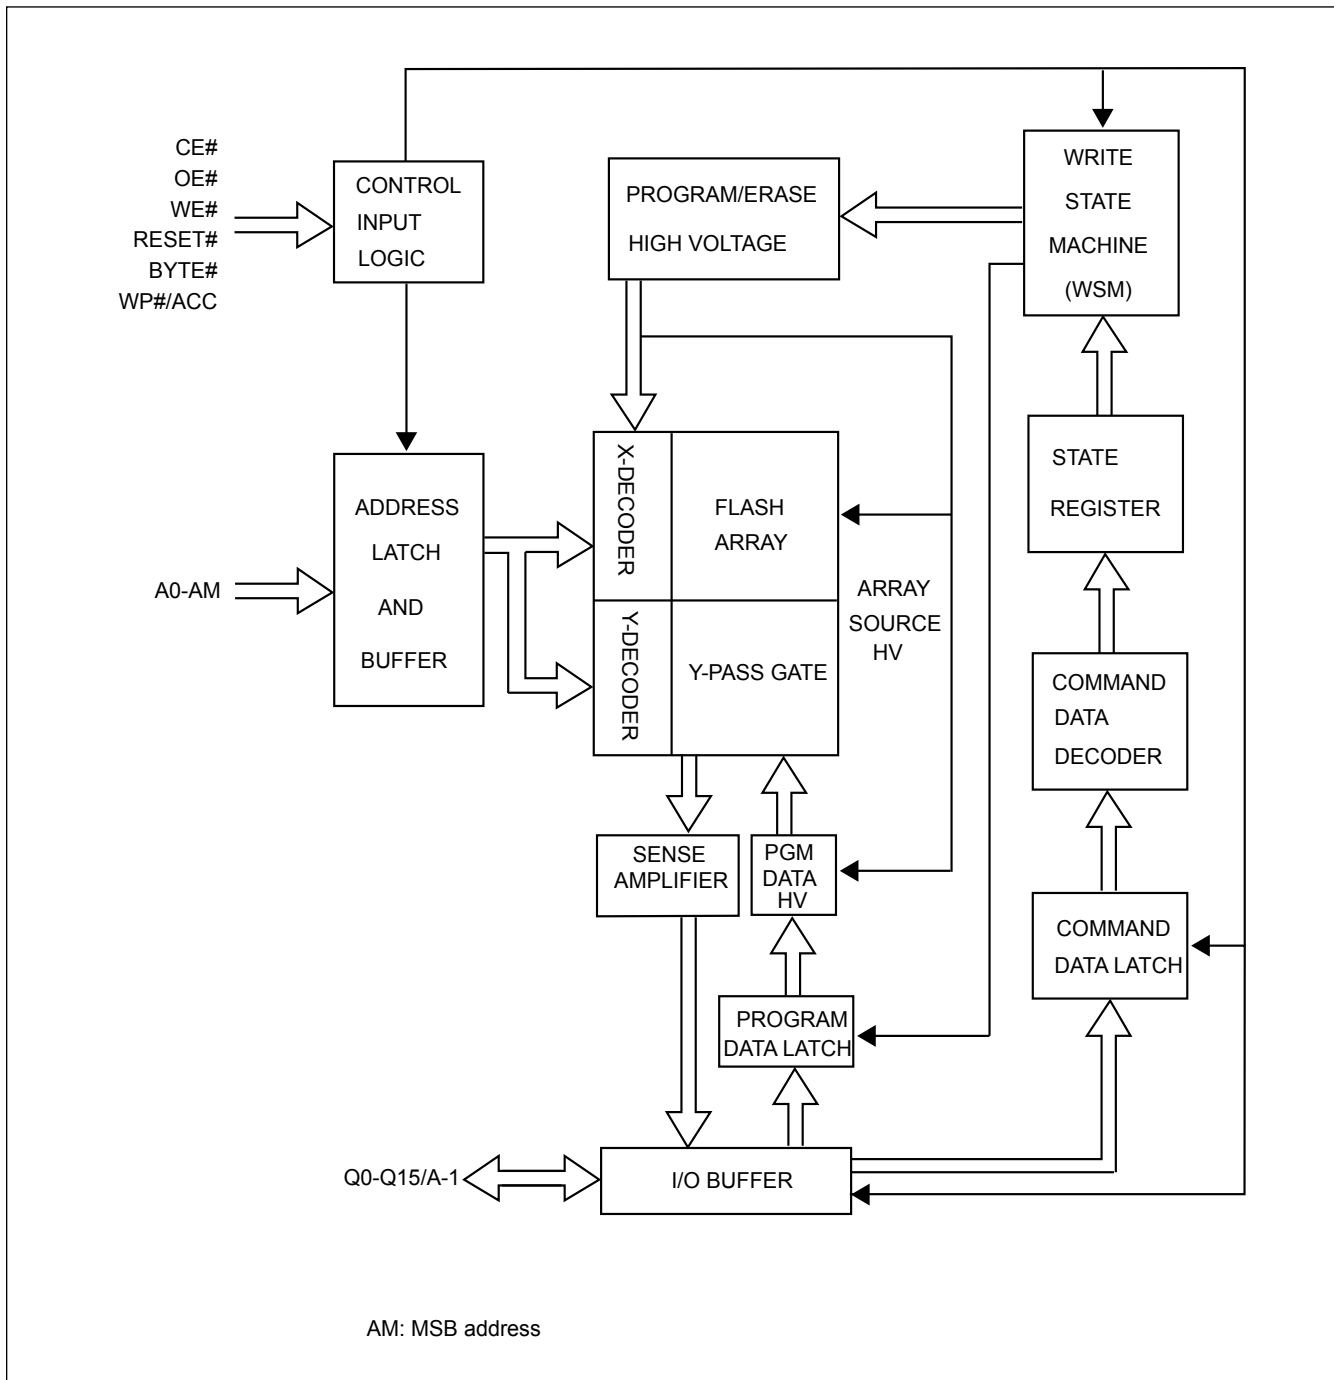 CE#
OE#
WE#
RESET#
BYTE#
WP#/ACC
CONTROL
INPUT
LOGIC
PROGRAM/ERASE
HIGH VOLTAGE
WRITE
STATE
MACHINE
(WSM)
A0-AM
ADDRESS
LATCH
AND
BUFFER
X-DECODER
FLASH
ARRAY
Y-DECODER
Y-PASS GATE
ARRAY
SOURCE
HV
STATE
REGISTER
COMMAND
DATA
DECODER
SENSE
AMPLIFIER
PGM
DATA
HV
COMMAND
DATA LATCH
PROGRAM
DATA LATCH
Q0-Q15/A-1
I/O BUFFER
AM: MSB address